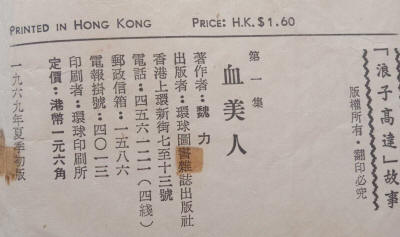 PRINTED IN HONG KONG PRICE: H.K.$1.60
「浪子高達」故事
版權所有・翻印必究
第一集
血美人
著作者：魏力
出版者：環球圖書雜誌出版社
香港上環新街七至十三號
電話：四五六一二一（四綫）
郵政信箱：一五八六
電報掛號：四〇一三
印刷者：環球印刷所
定價：港幣一元六角
一九六九年夏季初版